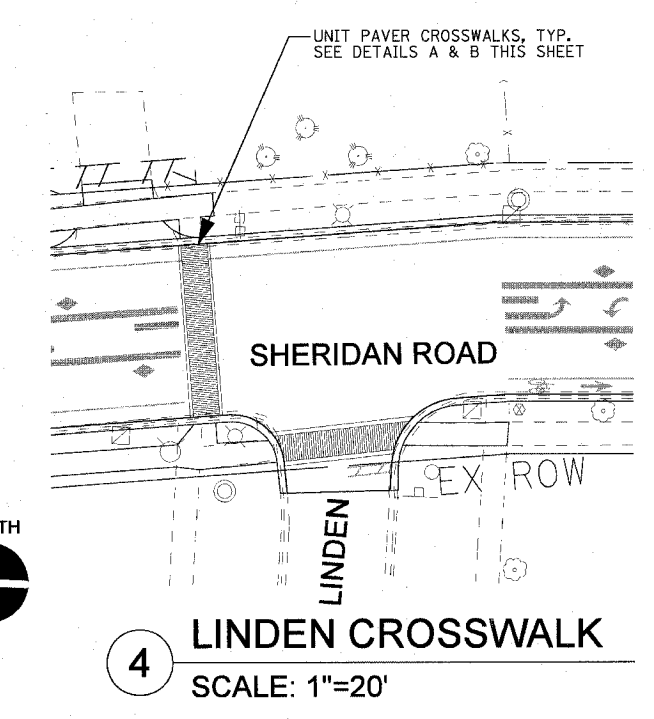 UNIT PAVER CROSSWALKS, TYP.
SEE DETAILS A & B THIS SHEET
SHERIDAN ROAD
EX ROW
LINDEN
TH
4
LINDEN CROSSWALK
SCALE: 1"=20'